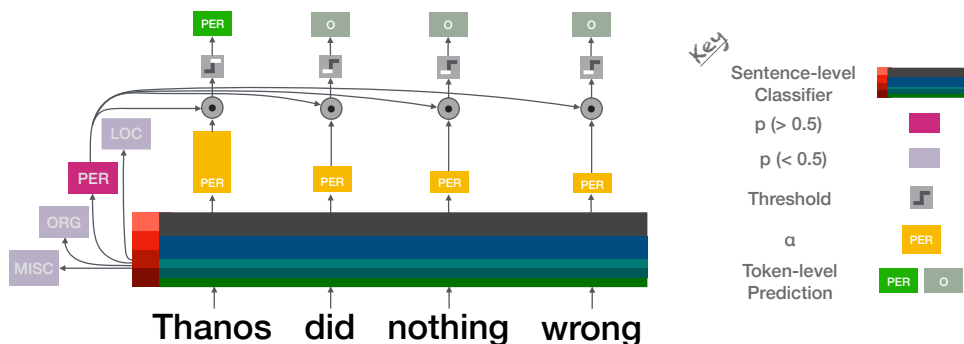 PER O O O
LOC
PER PER PER PER PER
ORG
MISC
Thanos did nothing wrong
Key
Sentence-level
Classifier
p (> 0.5)
p (< 0.5)
Threshold
α
PER
Token-level
Prediction
PER O